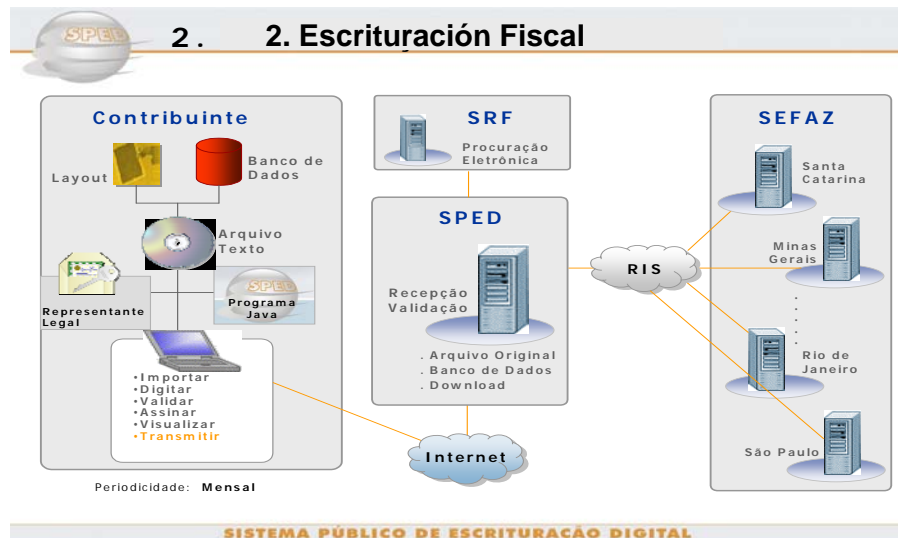 SPED
2. 2. Escrituración Fiscal
Contribuinte
Layout
Banco de
Dados
Arquivo
Texto
Representante
Legal
SPED
Programa
Java
•Importar
•Digitar
•Validar
•Assinar
•Visualizar
•Transmitir
Periodicidade: Mensal
SRF
Procuração
Eletrônica
SPED
Recepção
Validação
. Arquivo Original
. Banco de Dados
. Download
Internet
RIS
SEFAZ
Santa
Catarina
Minas
Gerais
.
.
.
.
Rio de
Janeiro
São Paulo
SISTEMA PÚBLICO DE ESCRITURAÇÃO DIGITAL